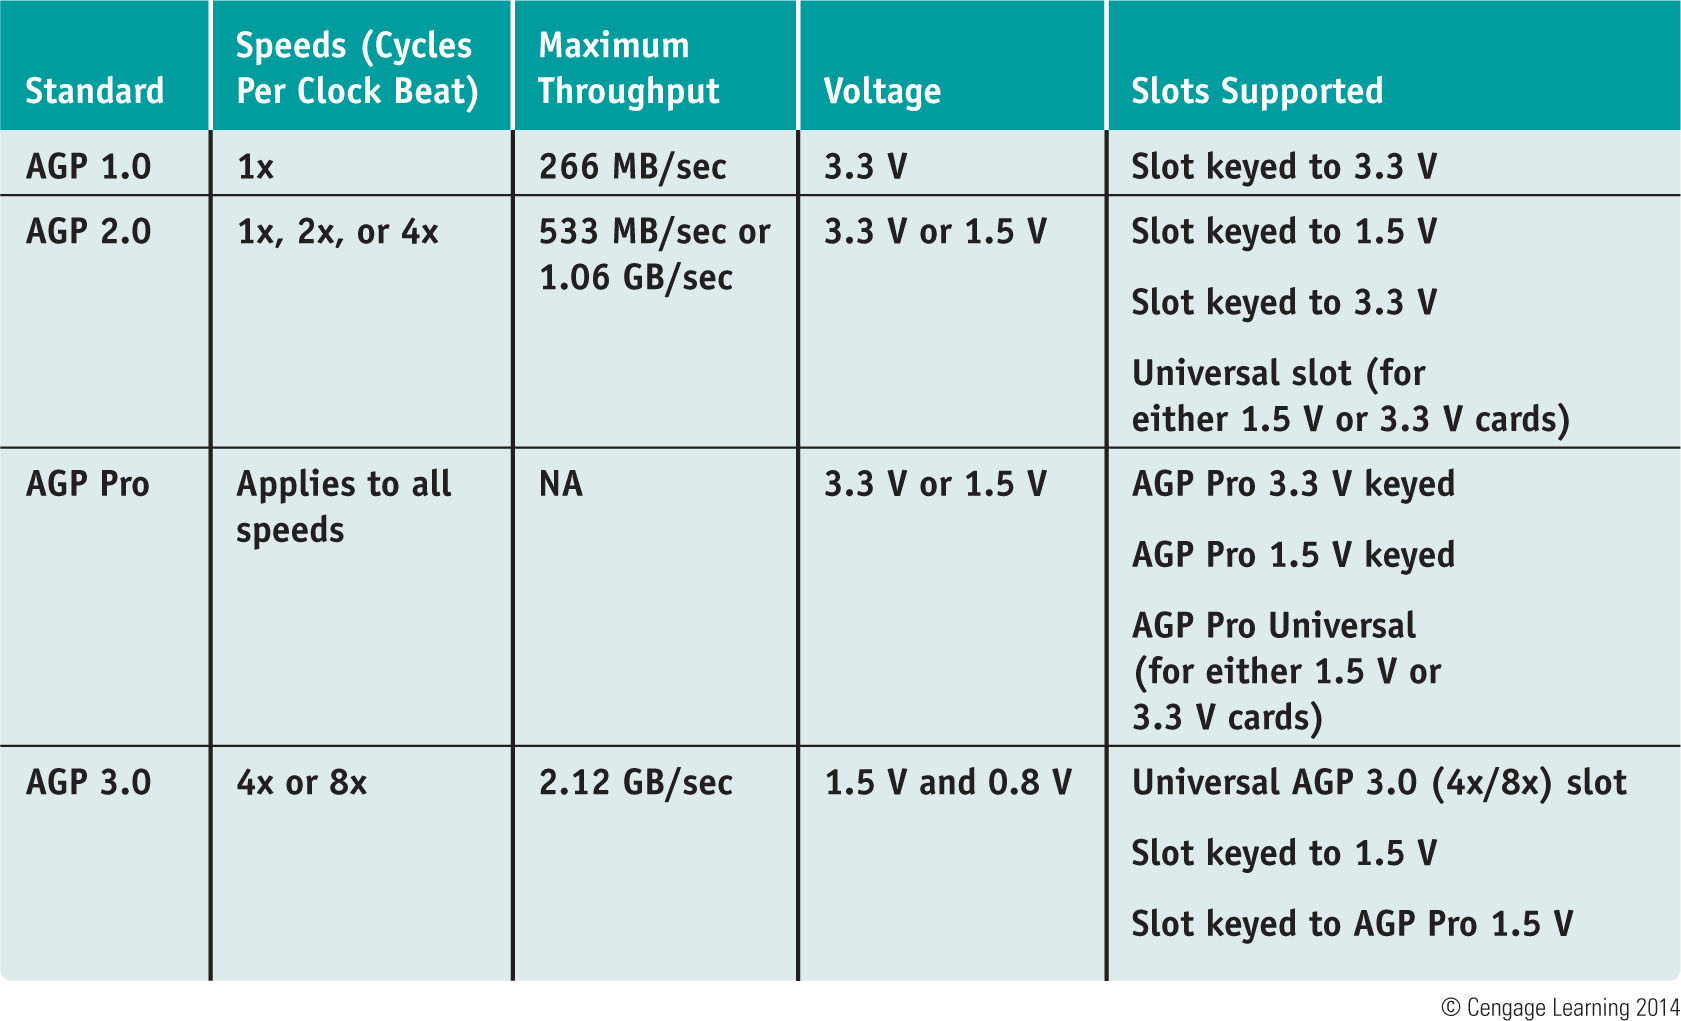 Standard
Speeds (Cycles
Per Clock Beat)
Maximum
Throughput
Voltage
Slots Supported
AGP 1.0
1x
266 MB/sec
3.3 V
Slot keyed to 3.3 V
AGP 2.0
1x, 2x, or 4x
533 MB/sec or
1.06 GB/sec
3.3 V or 1.5 V
Slot keyed to 1.5 V
Slot keyed to 3.3 V
Universal slot (for
either 1.5 V or 3.3 V cards)
AGP Pro
Applies to all
speeds
NA
3.3 V or 1.5 V
AGP Pro 3.3 V keyed
AGP Pro 1.5 V keyed
AGP Pro Universal
(for either 1.5 V or
3.3 V cards)
AGP 3.0
4x or 8x
2.12 GB/sec
1.5 V and 0.8 V
Universal AGP 3.0 (4x/8x) slot
Slot keyed to 1.5 V
Slot keyed to AGP Pro 1.5 V
© Cengage Learning 2014